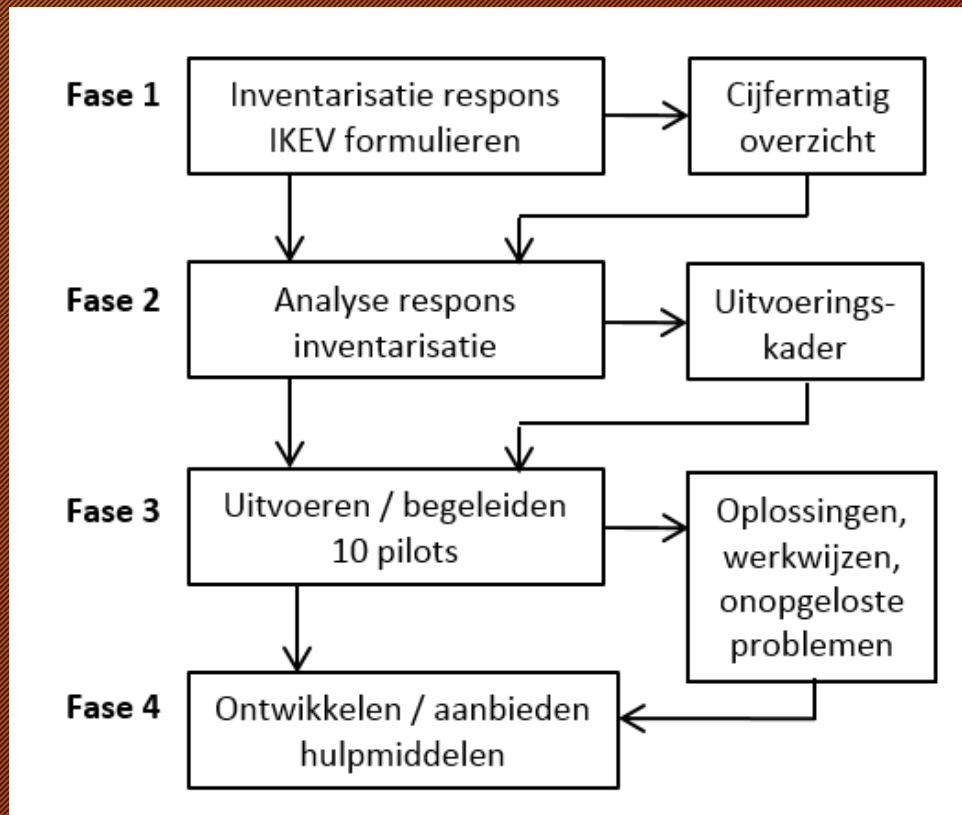 Fase 1
Inventarisatie respons
IKEV formulieren
Cijfermatig
overzicht
Fase 2
Analyse respons
inventarisatie
Uitvoerings-
kader
Fase 3
Uitvoeren / begeleiden
10 pilots
Oplossingen,
werkwijzen,
onopgeloste
problemen
Fase 4
Ontwikkelen / aanbieden
hulpmiddelen